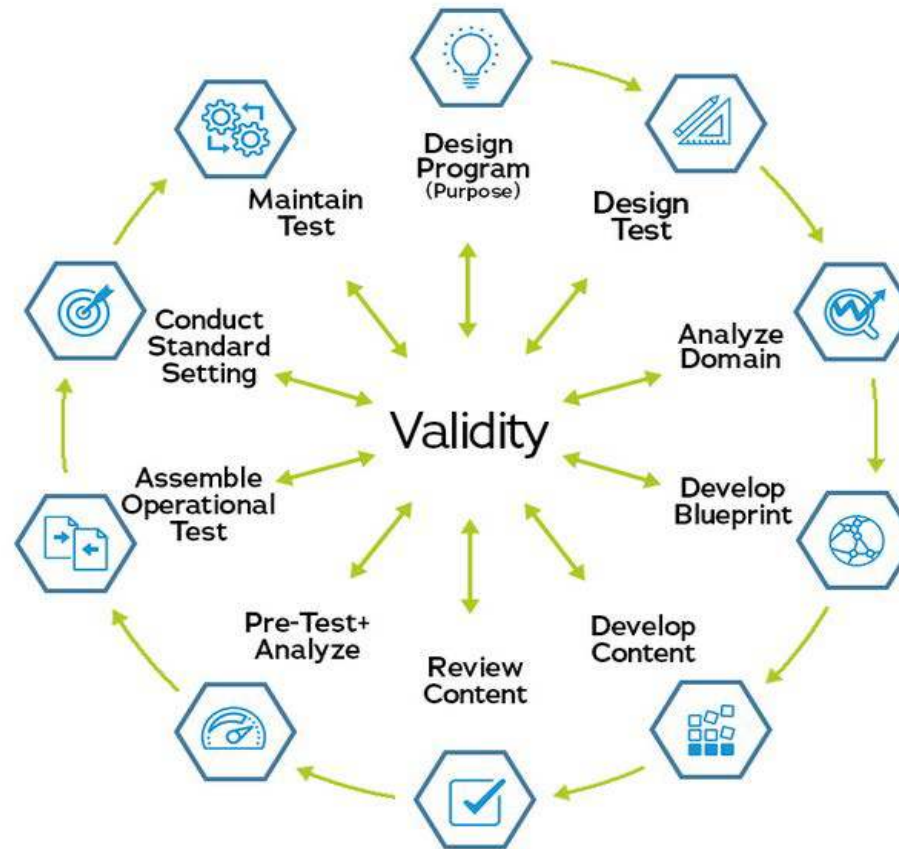 Design
Program
(Purpose)
Design
Test
Analyze
Domain
Develop
Blueprint
Develop
Content
Review
Content
Pre-Test+
Analyze
Assemble
Operational
Test
Conduct
Standard
Setting
Maintain
Test
Validity